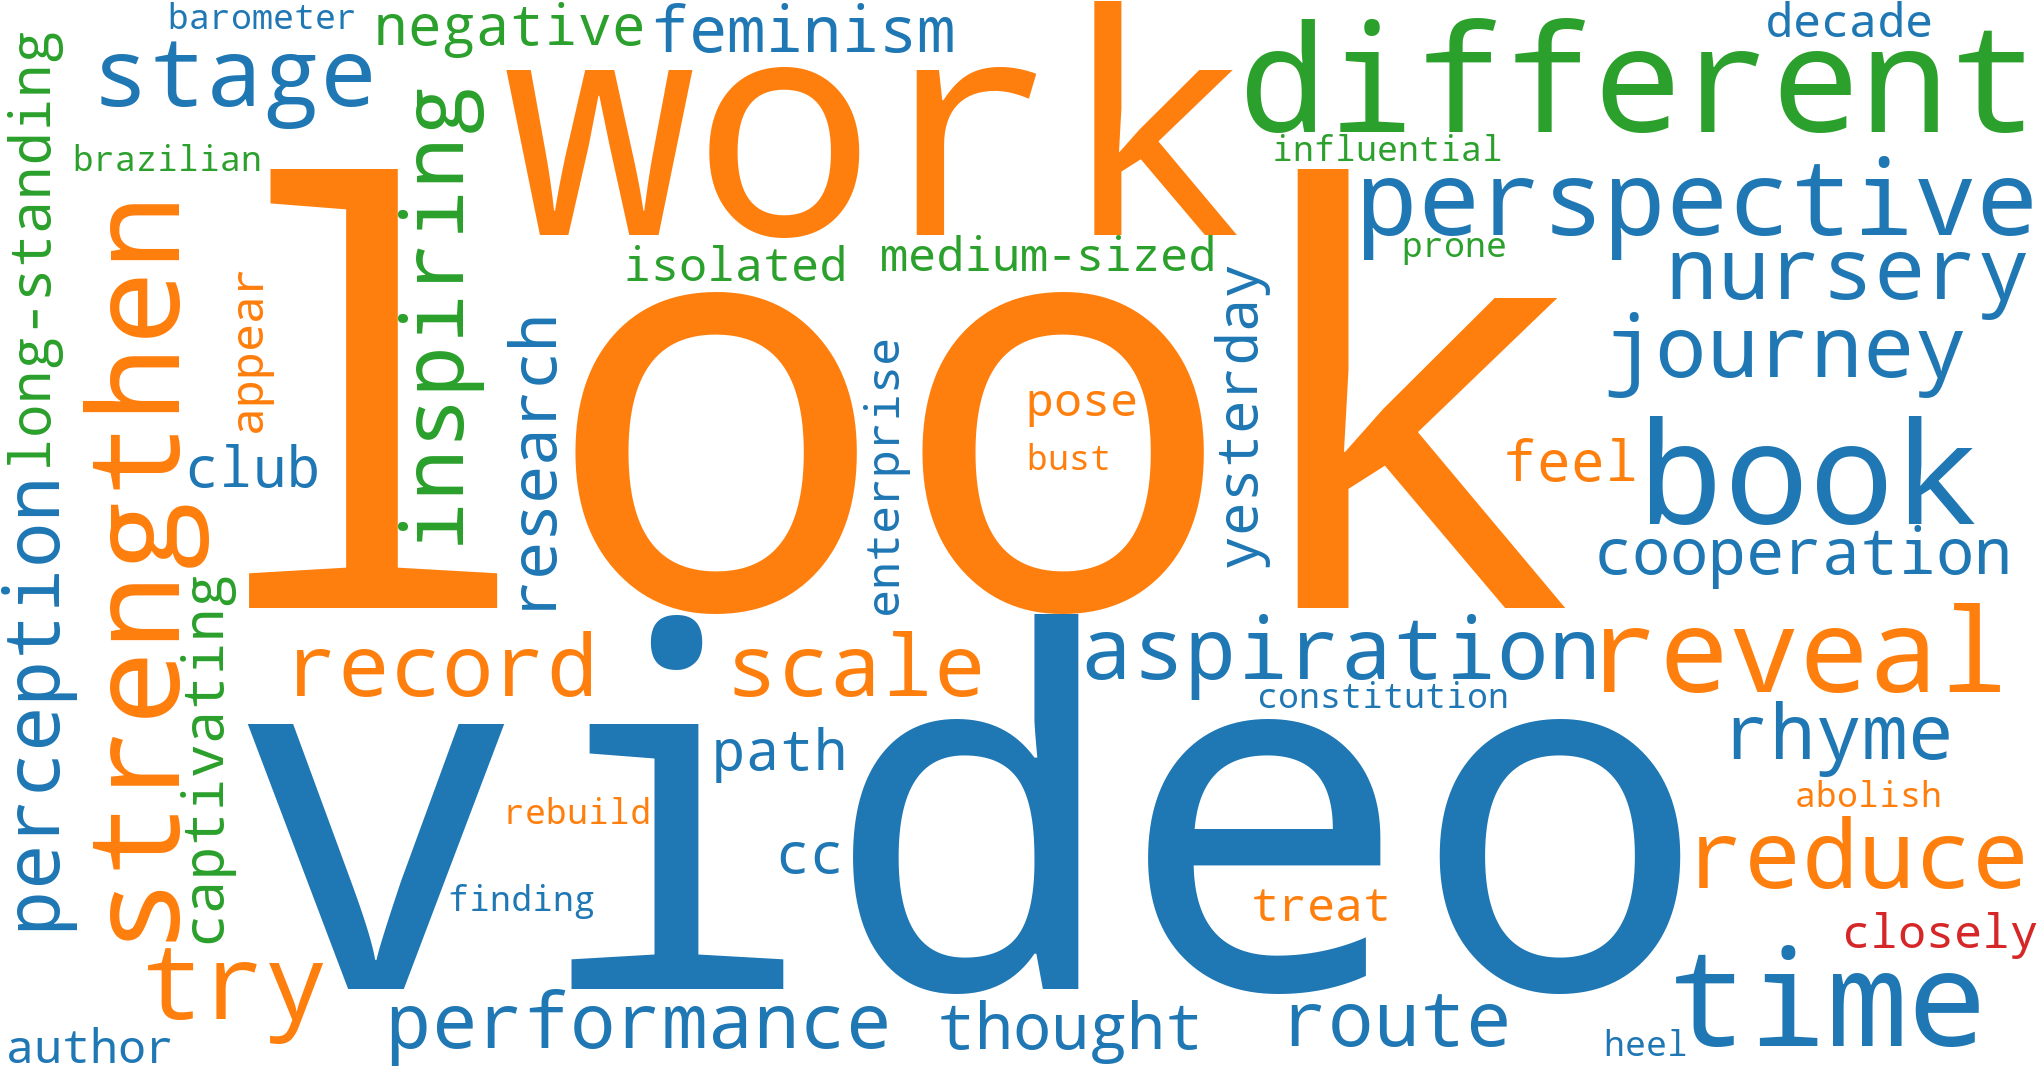 barometer
negative
feminism
work
different
decade
stage
brazilian
influential
perspective
long-standing
inspiring
isolated
medium-sized
prone
nursery
strengthen
appear
look
research
enterprise
pose
bust
yesterday
journey
club
feel
book
cooperation
perception
captivating
record
scale
aspiration
reveal
constitution
rhyme
video
path
rebuild
abolish
cc
reduce
finding
treat
closely
try
time
performance
thought
route
heel
author